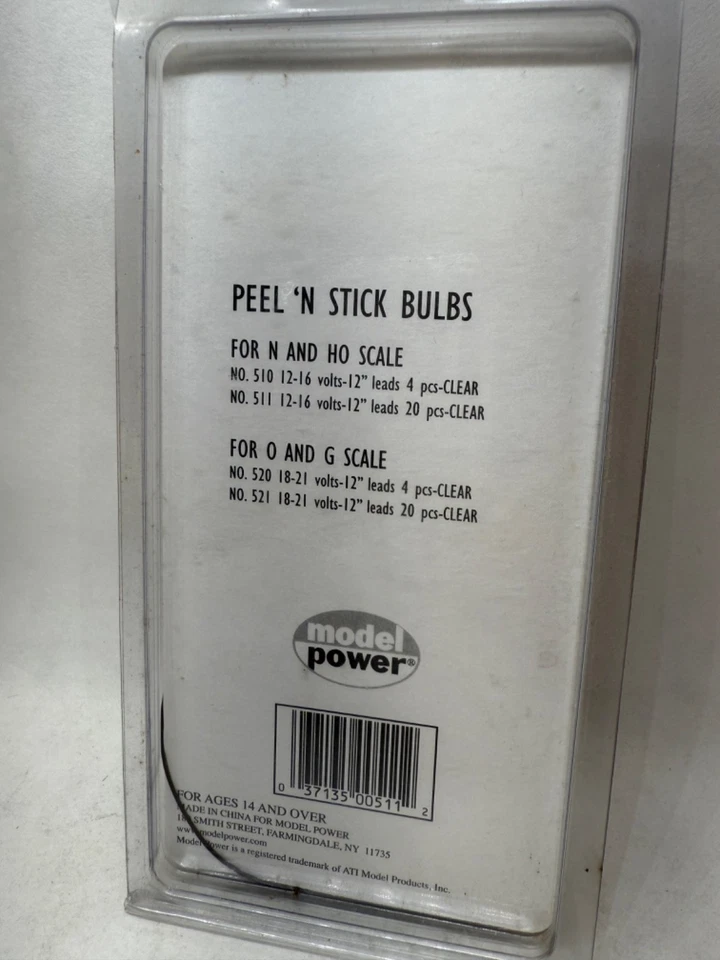 PEEL ‘N STICK BULBS
FOR N AND HO SCALE
NO. 510 12-16 volts-12” leads 4 pcs-CLEAR
NO. 511 12-16 volts-12” leads 20 pcs-CLEAR
FOR O AND G SCALE
NO. 520 18-21 volts-12” leads 4 pcs-CLEAR
NO. 521 18-21 volts-12” leads 20 pcs-CLEAR
model
power®
0 37135 00511 2
FOR AGES 14 AND OVER
MADE IN CHINA FOR MODEL POWER
SMITH STREET, FARMINGDALE, NY 11735
www.modelpower.com
Model Power is a registered trademark of ATI Model Products, Inc.